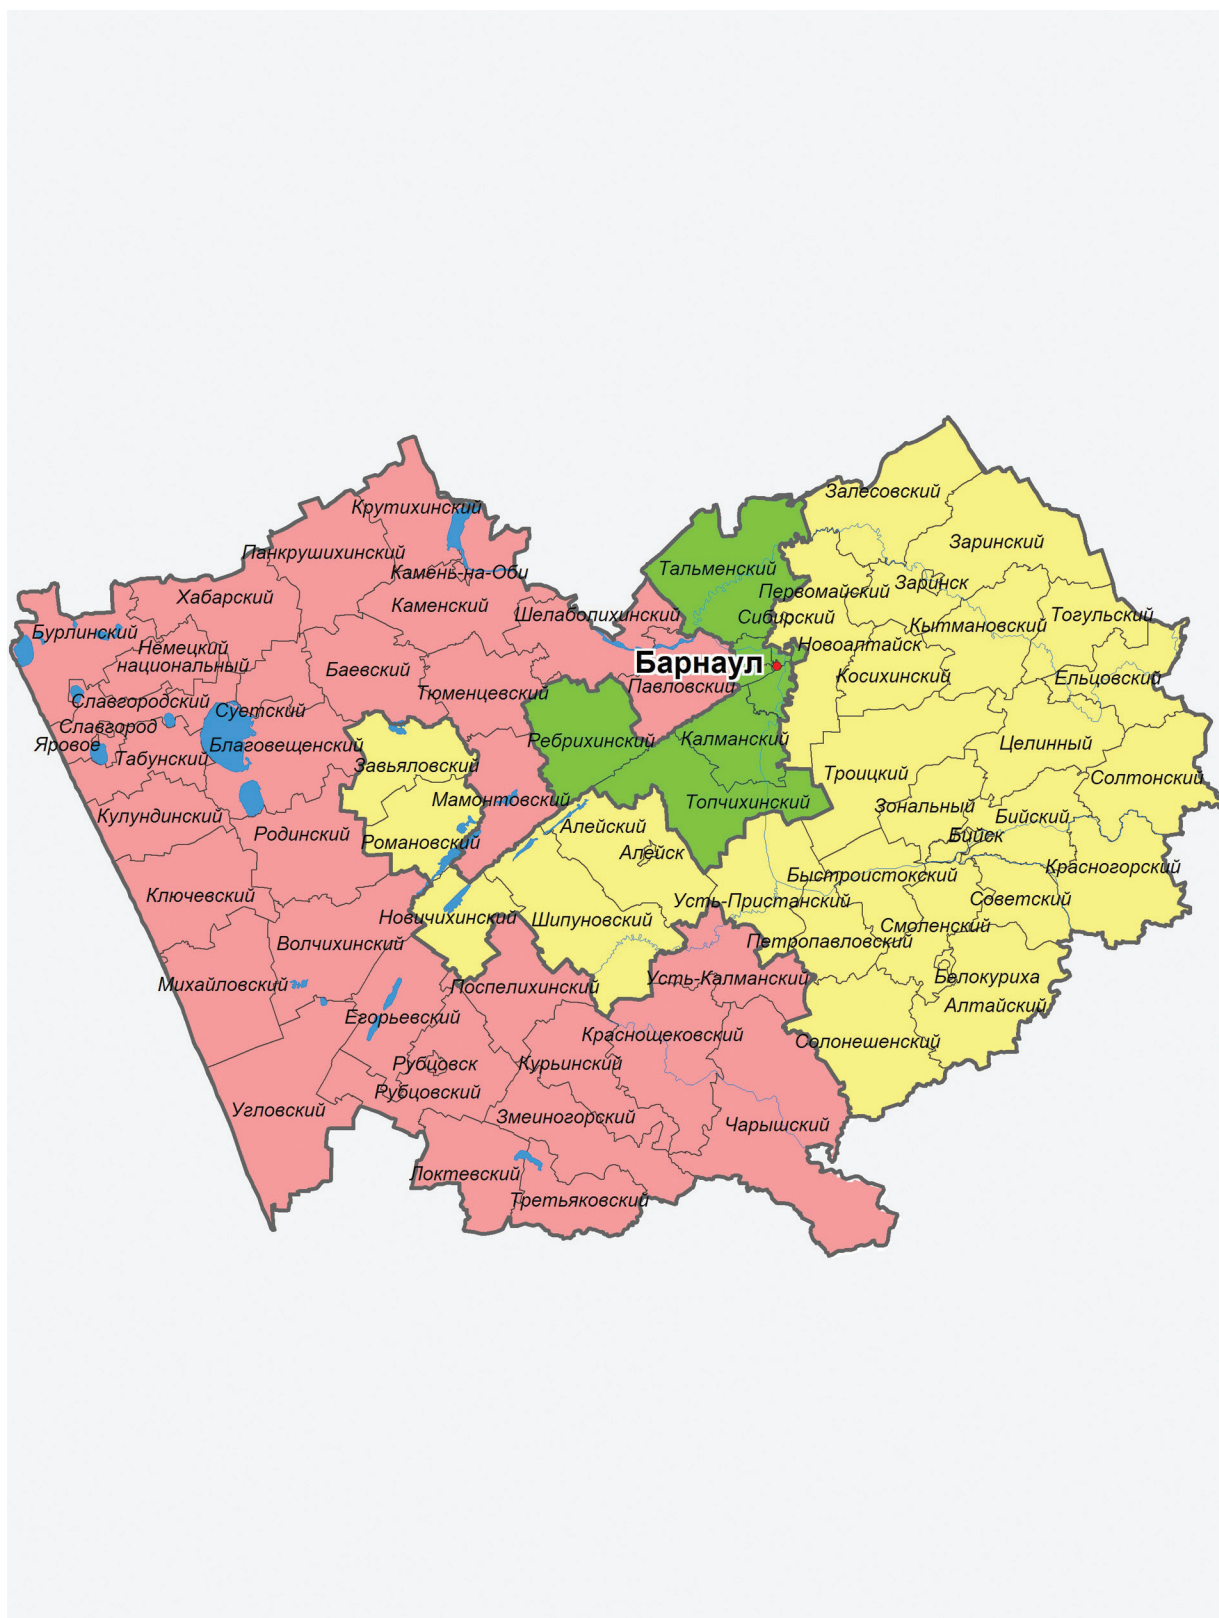 Залесовский
Крутихинский
Заринский
Панкрушихинский
Тальменский
Камень-на-Оби
Заринск
Первомайский
Хабарский
Каменский
Шелаболихинский
Сибирский
Тогульский
Кытмановский
Бурлинский
Новоалтайск
Немецкий
национальный
Барнаул
Баевский
Косихинский
Ельцовский
Павловский
Тюменцевский
Славгородский
Суетский
Славгород
Ребрихинский
Калманский
Яровое
Благовещенский
Целинный
Табунский
Завьяловский
Троицкий
Солтонский
Мамонтовский
Топчихинский
Зональный
Кулундинский
Бийский
Алейский
Родинский
Бийск
Романовский
Алейск
Красногорский
Быстроистокский
Ключевский
Усть-Пристанский
Советский
Новичихинский
Шипуновский
Смоленский
Волчихинский
Петропавловский
Белокуриха
Усть-Калманский
Михайловский
Поспелихинский
Алтайский
Егорьевский
Краснощековский
Солонешенский
Рубцовск
Курьинский
Рубцовский
Угловский
Змеиногорский
Чарышский
Локтевский
Третьяковский